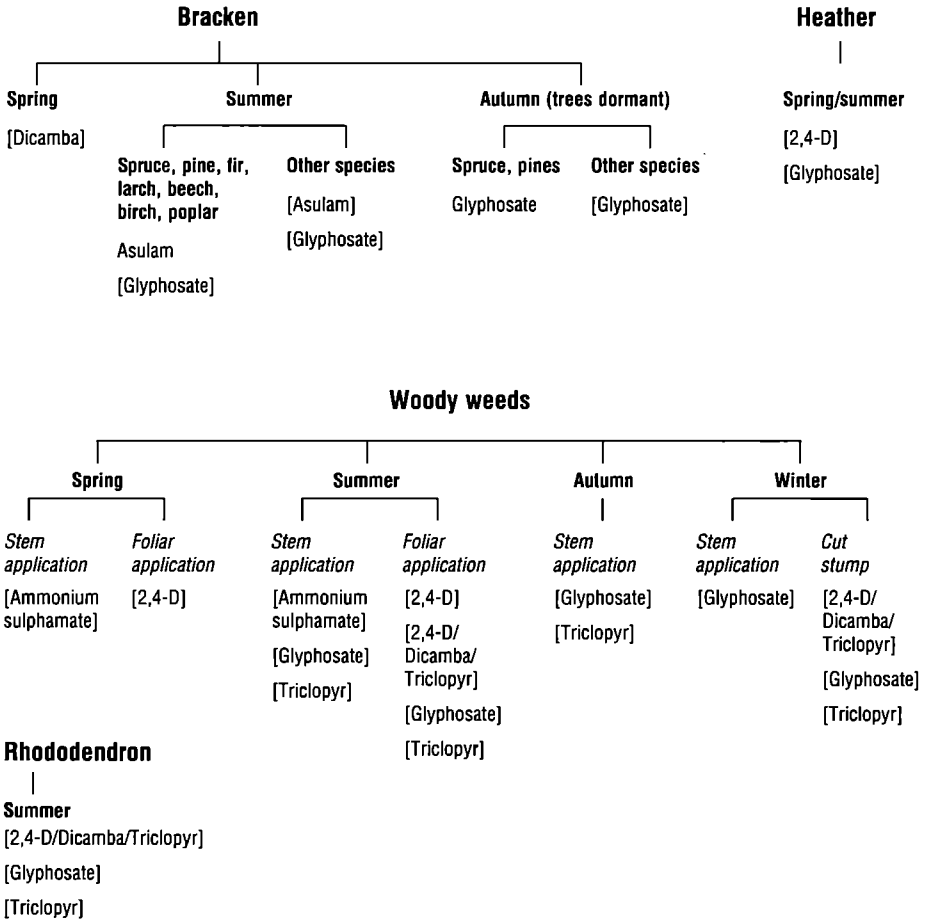 Bracken
Spring
[Dicamba]
Summer
Spruce, pine, fir,
larch, beech,
birch, poplar
Asulam
[Glyphosate]
Other species
[Asulam]
[Glyphosate]
Autumn (trees dormant)
Spruce, pines
Glyphosate
Other species
[Glyphosate]
Heather
Spring/summer
[2,4-D]
[Glyphosate]
Woody weeds
Spring
Stem
application
[Ammonium
sulphamate]
Foliar
application
[2,4-D]
Summer
Stem
application
[Ammonium
sulphamate]
[Glyphosate]
[Triclopyr]
Foliar
application
[2,4-D]
[2,4-D/
Dicamba/
Triclopyr]
[Glyphosate]
[Triclopyr]
Autumn
Stem
application
[Glyphosate]
[Triclopyr]
Winter
Stem
application
[Glyphosate]
Cut
stump
[2,4-D/
Dicamba/
Triclopyr]
[Glyphosate]
[Triclopyr]
Rhododendron
Summer
[2,4-D/Dicamba/Triclopyr]
[Glyphosate]
[Triclopyr]